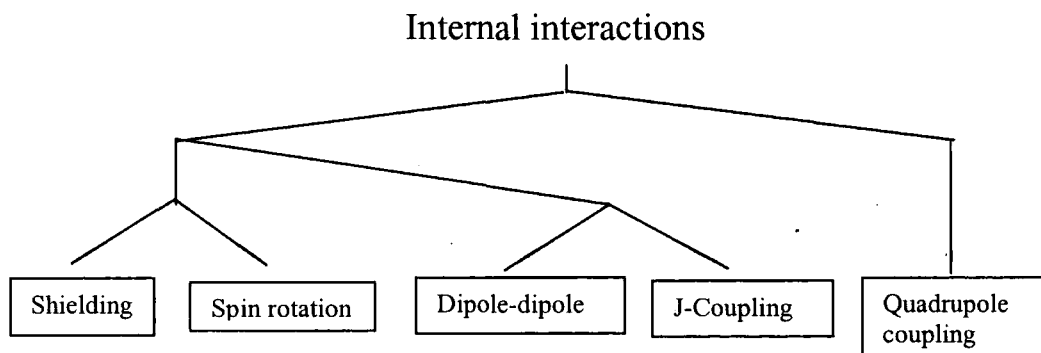 Internal interactions
Shielding
Spin rotation
Dipole-dipole
J-Coupling
Quadrupole
coupling